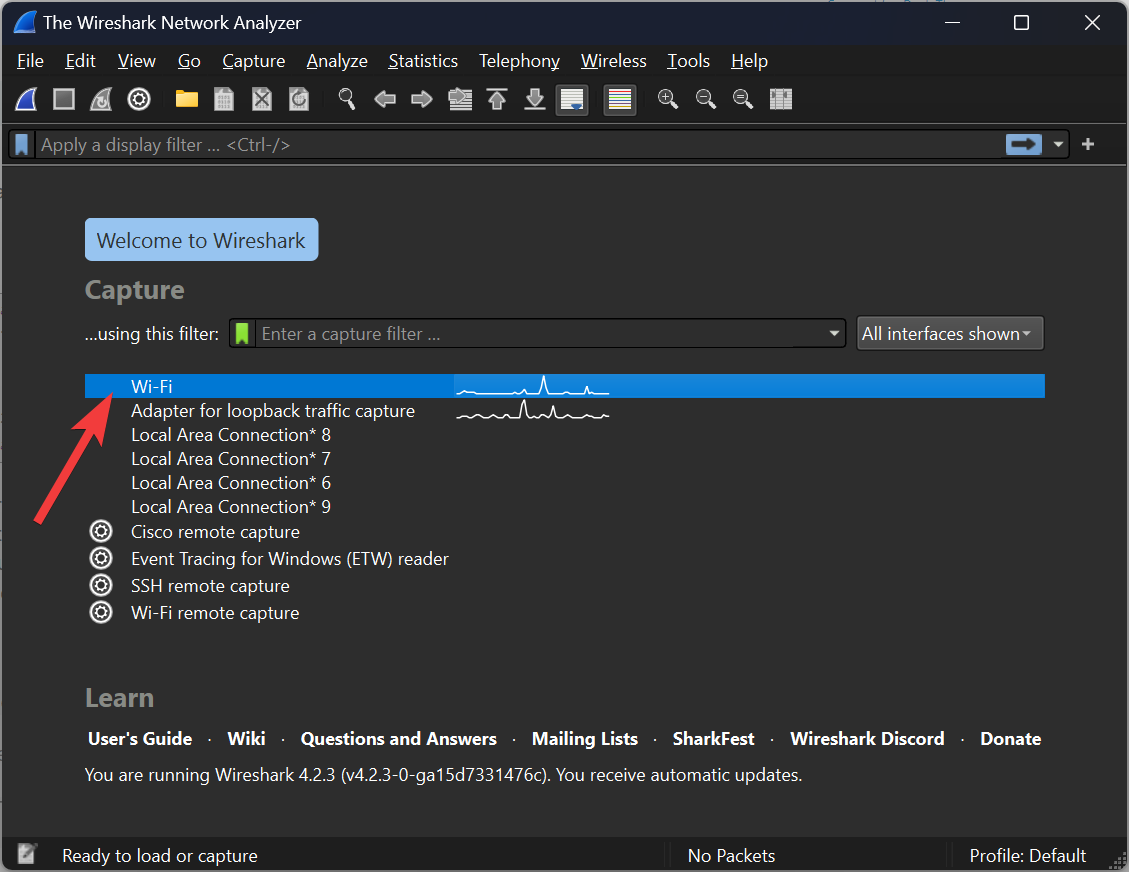 The Wireshark Network Analyzer
File Edit View Go Capture Analyze Statistics Telephony Wireless Tools Help
Apply a display filter ... <Ctrl-/>
Welcome to Wireshark
Capture
...using this filter: Enter a capture filter ... All interfaces shown
Wi-Fi
Adapter for loopback traffic capture
Local Area Connection* 8
Local Area Connection* 7
Local Area Connection* 6
Local Area Connection* 9
Cisco remote capture
Event Tracing for Windows (ETW) reader
SSH remote capture
Wi-Fi remote capture
Learn
User's Guide · Wiki · Questions and Answers · Mailing Lists · SharkFest · Wireshark Discord · Donate
You are running Wireshark 4.2.3 (v4.2.3-0-ga15d7331476c). You receive automatic updates.
Ready to load or capture No Packets Profile: Default